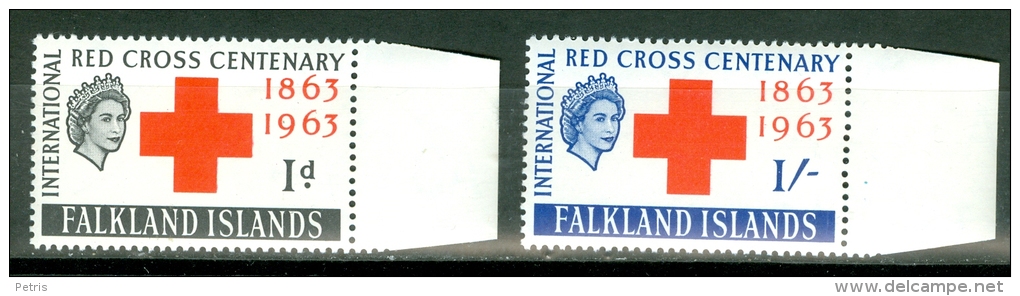 INTERNATIONAL
RED CROSS CENTENARY
1863
1963
1d
FALKLAND ISLANDS
INTERNATIONAL
RED CROSS CENTENARY
1863
1963
1/-
FALKLAND ISLANDS
Petris
delcampe.net